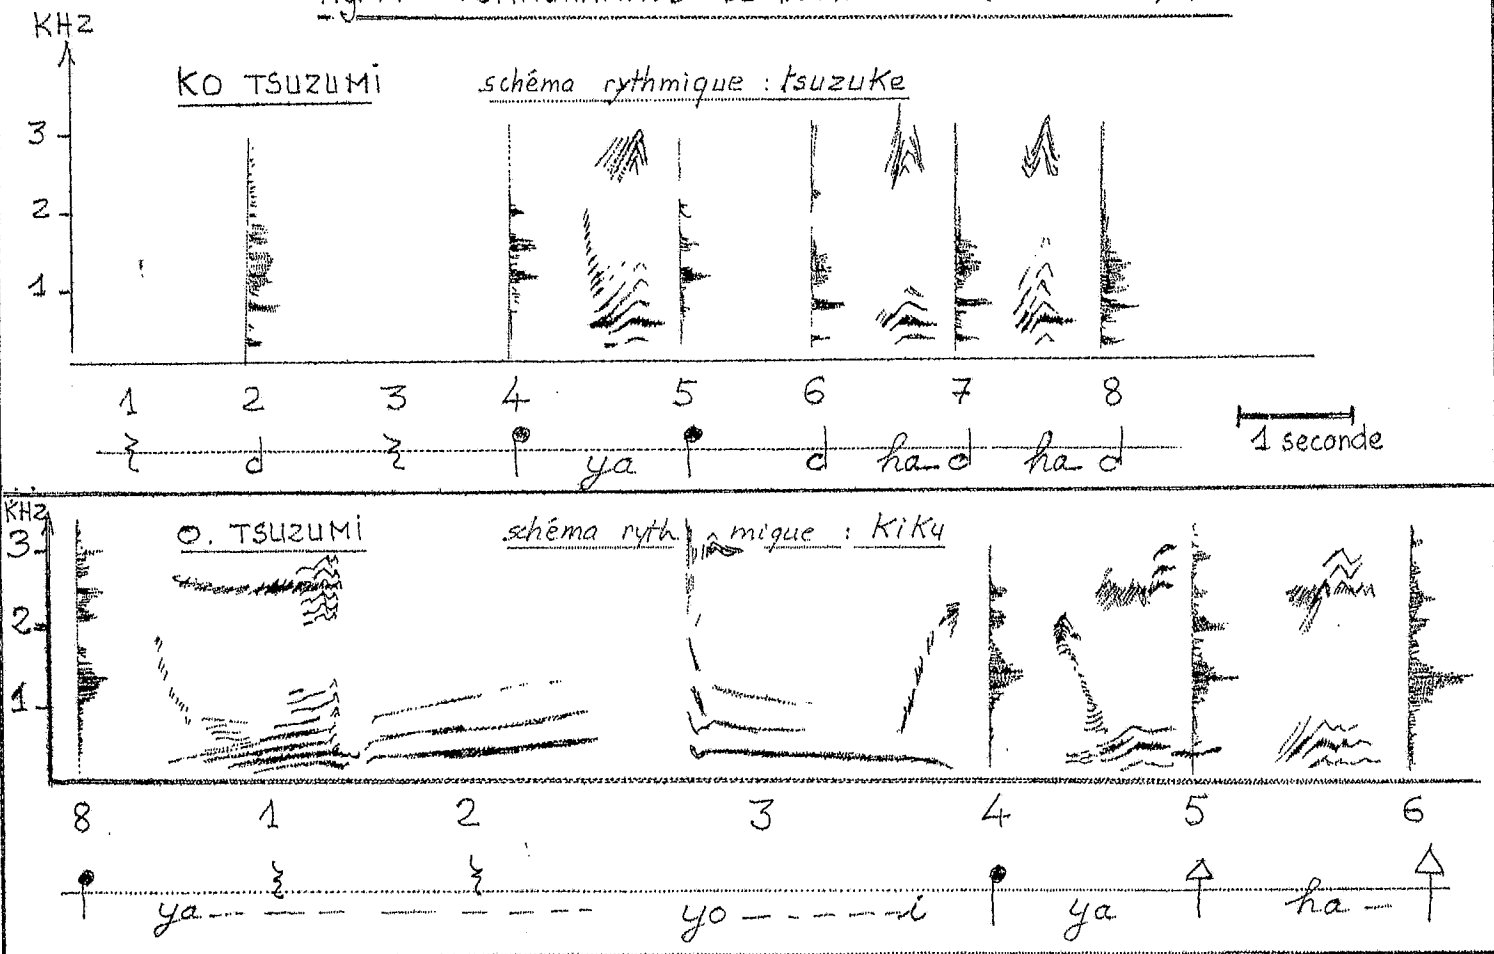 KHz
KO TSUZUMI schéma rythmique : tsuzuke
3
2
1
1 2 3 4 5 6 7 8
1 seconde
d ya d ha d ha d
KHz
O. TSUZUMI schéma ryth mique : KiKu
3
2
1
8 1 2 3 4 5 6
ya yo i ya ha